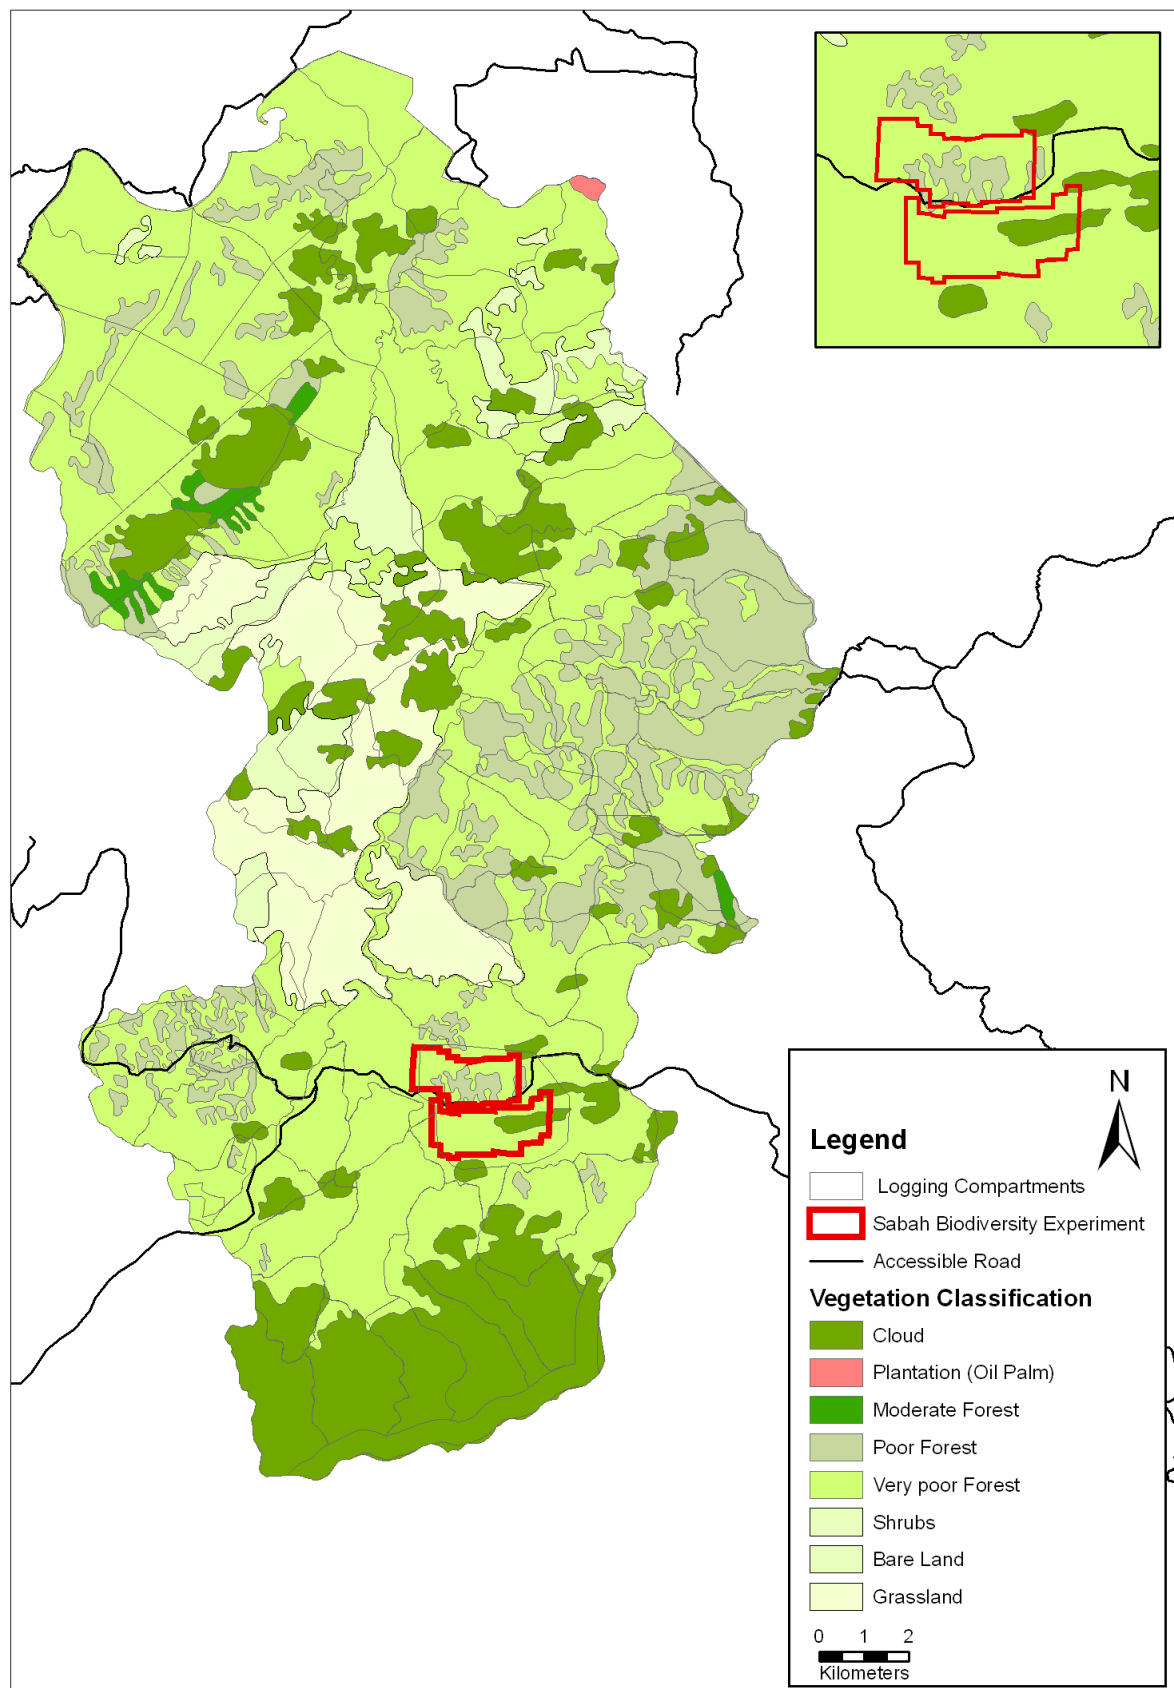 N
Legend
Logging Compartments
Sabah Biodiversity Experiment
Accessible Road
Vegetation Classification
Cloud
Plantation (Oil Palm)
Moderate Forest
Poor Forest
Very poor Forest
Shrubs
Bare Land
Grassland
0 1 2
Kilometers